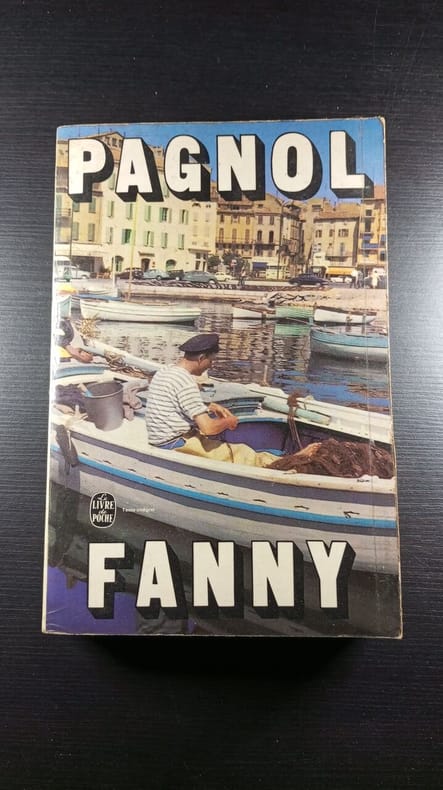 PAGNOL
Le
LIVRE
de
POCHE
Texte intégral
FANNY